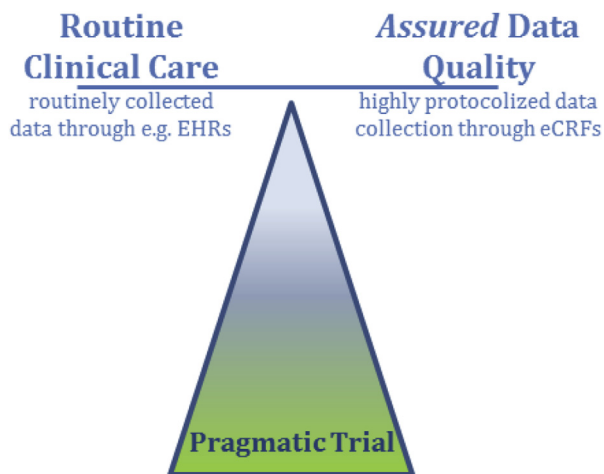 Routine
Clinical Care
routinely collected
data through e.g. EHRs
Assured Data
Quality
highly protocolized data
collection through eCRFs
Pragmatic Trial